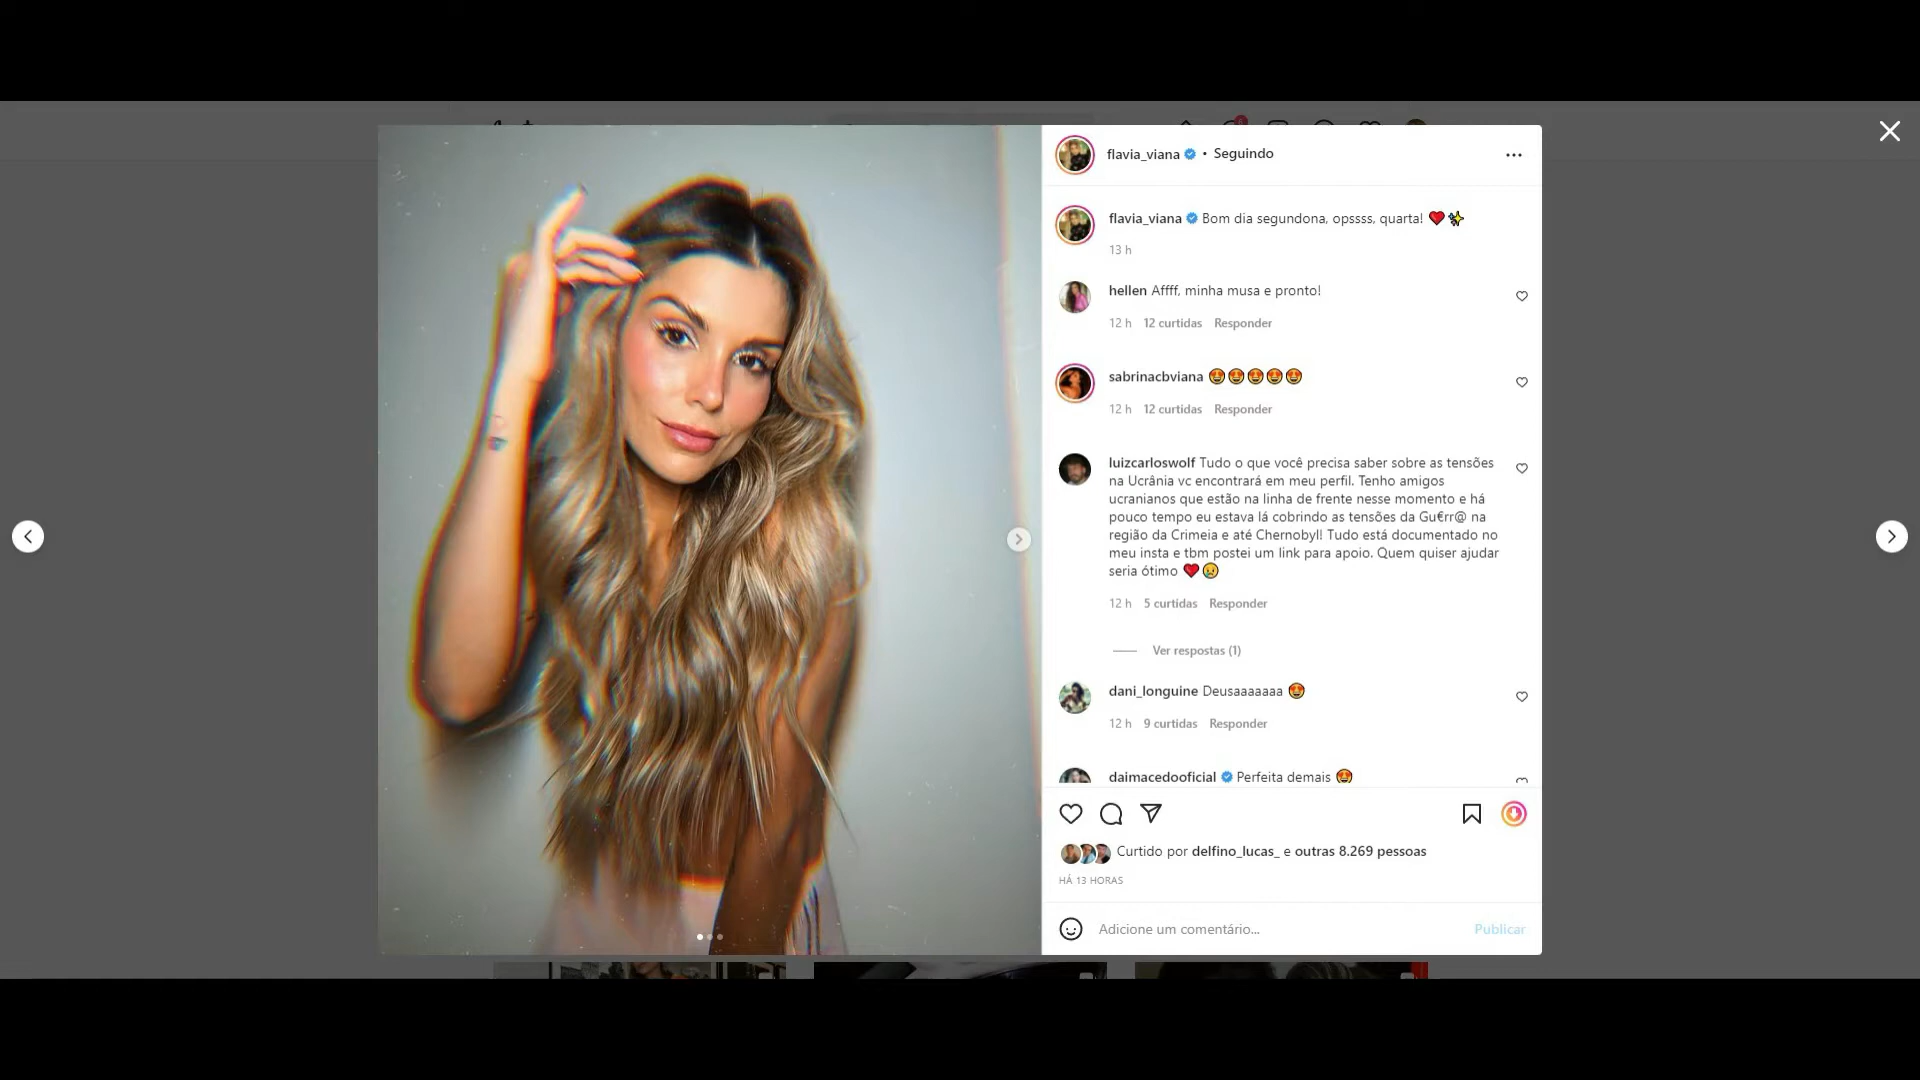 flavia_viana • Seguindo
flavia_viana Bom dia segundona, opssss, quarta! ❤️✨
13 h
hellen Affff, minha musa e pronto!
12 h 12 curtidas Responder
sabrinacbviana 🤩🤩🤩🤩🤩
12 h 12 curtidas Responder
luizcarloswolf Tudo o que você precisa saber sobre as tensões
na Ucrânia vc encontrará em meu perfil. Tenho amigos
ucranianos que estão na linha de frente nesse momento e há
pouco tempo eu estava lá cobrindo as tensões da Gu€rr@ na
região da Crimeia e até Chernobyl! Tudo está documentado no
meu insta e tbm postei um link para apoio. Quem quiser ajudar
seria ótimo ❤️😢
12 h 5 curtidas Responder
Ver respostas (1)
dani_longuine Deusaaaaaaa 😍
12 h 9 curtidas Responder
daimacedooficial Perfeita demais 😍
Curtido por delfino_lucas_ e outras 8.269 pessoas
HÁ 13 HORAS
Adicione um comentário... Publicar